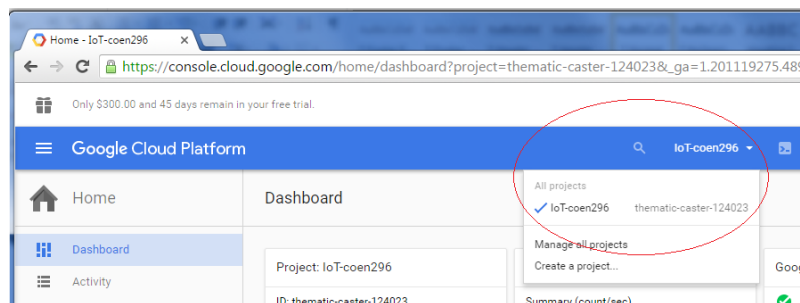 Home - IoT-coen296
https://console.cloud.google.com/home/dashboard?project=thematic-caster-124023&_ga=1.201119275.489
Only $300.00 and 45 days remain in your free trial.
Google Cloud Platform
IoT-coen296
Home
Dashboard
All projects
IoT-coen296 thematic-caster-124023
Dashboard
Manage all projects
Project: IoT-coen296
Create a project...
Activity
ID: thematic-caster-124023
Summary (count/sec)